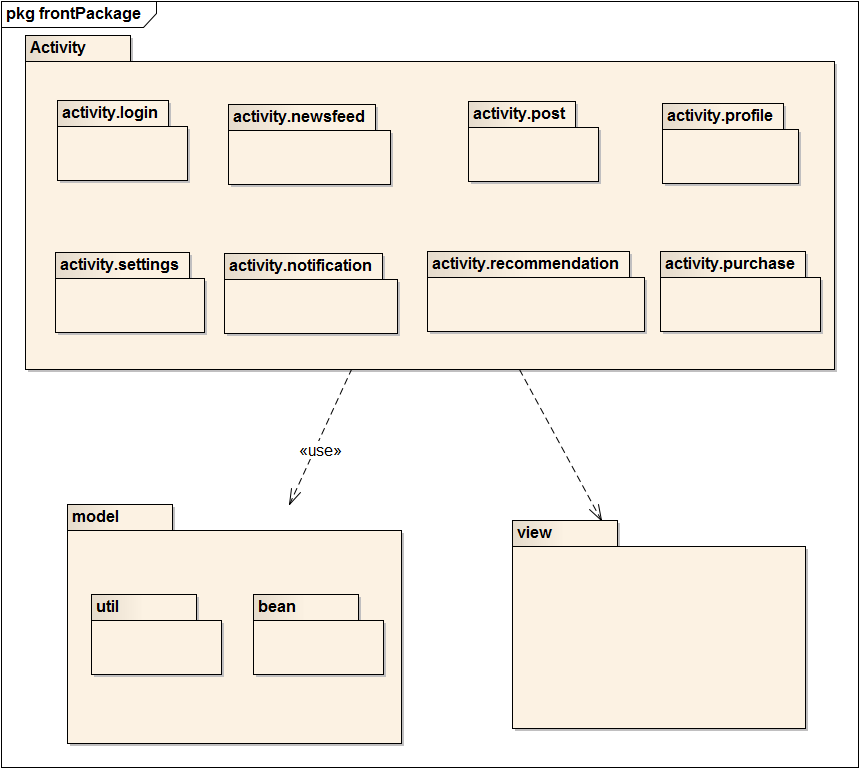 pkg frontPackage
Activity
activity.login
activity.newsfeed
activity.post
activity.profile
activity.settings
activity.notification
activity.recommendation
activity.purchase
«use»
model
view
util
bean